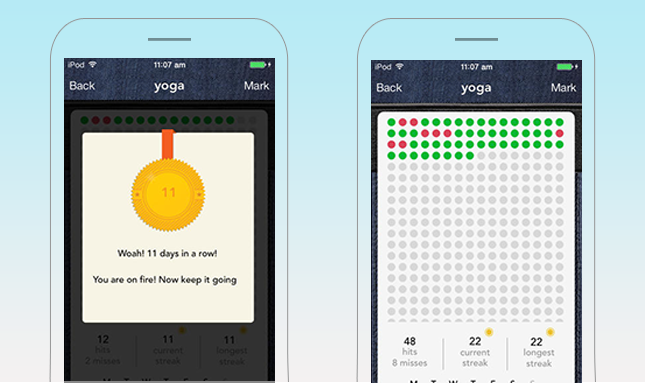 iPod 11:07 am
Back yoga Mark
11
Woah! 11 days in a row!
You are on fire! Now keep it going
12 11 11
hits current longest
2 misses streak streak
iPod 11:07 am
Back yoga Mark
48 22 22
hits current longest
8 misses streak streak